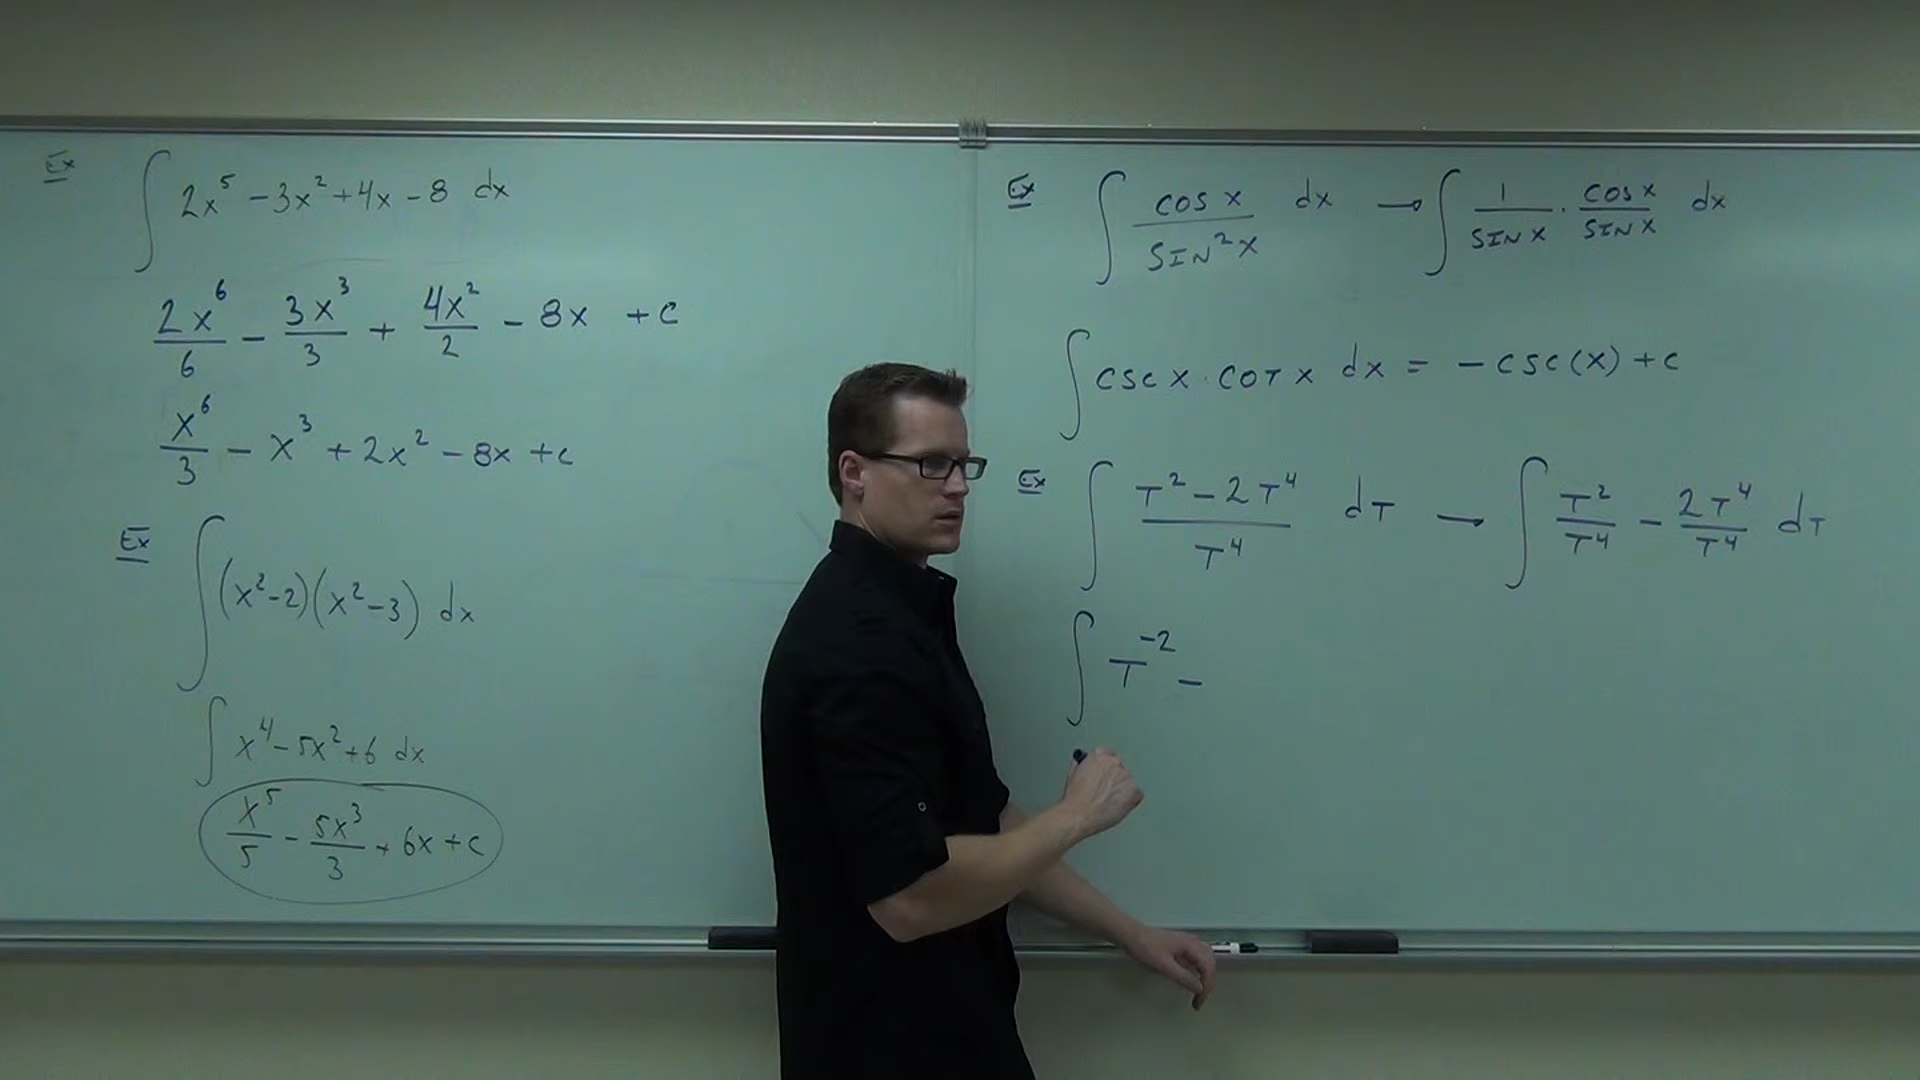 Ex ∫ 2x⁵ - 3x² + 4x - 8 dx
2x⁶/6 - 3x³/3 + 4x²/2 - 8x + c
x⁶/3 - x³ + 2x² - 8x + c
Ex ∫ (x²-2)(x²-3) dx
∫ x⁴ - 5x² + 6 dx
x⁵/5 - 5x³/3 + 6x + c
Ex ∫ cos x / SIN² x dx → ∫ 1/SIN x · cos x/SIN x dx
∫ csc x · cot x dx = - csc(x) + c
Ex ∫ T² - 2T⁴ / T⁴ dT → ∫ T²/T⁴ - 2T⁴/T⁴ dT
∫ T⁻² -